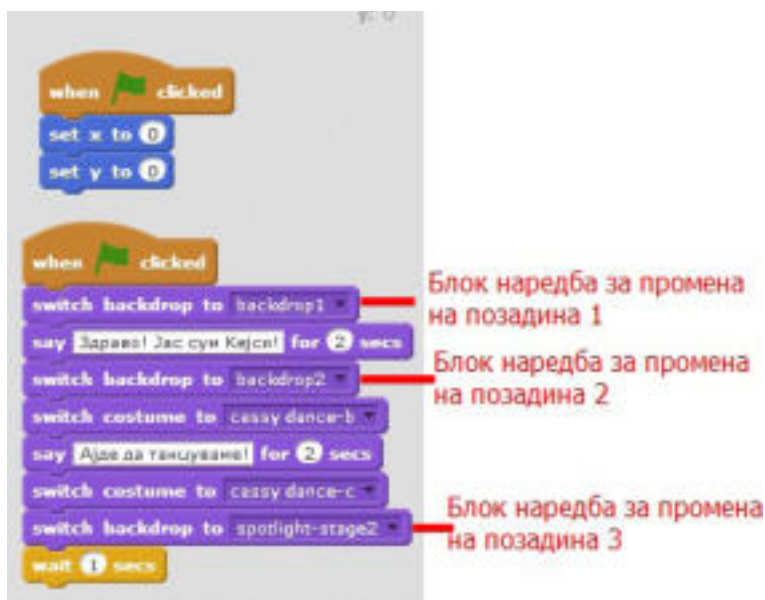 y: 0
when clicked
set x to 0
set y to 0
when clicked
switch backdrop to backdrop1
Блок наредба за промена
на позадина 1
say Здраво! Јас сум Кејси! for 2 secs
switch backdrop to backdrop2
Блок наредба за промена
на позадина 2
switch costume to cassy dance-b
say Ајде да танцуваме! for 2 secs
switch costume to cassy dance-c
switch backdrop to spotlight-stage2
Блок наредба за промена
на позадина 3
wait 1 secs